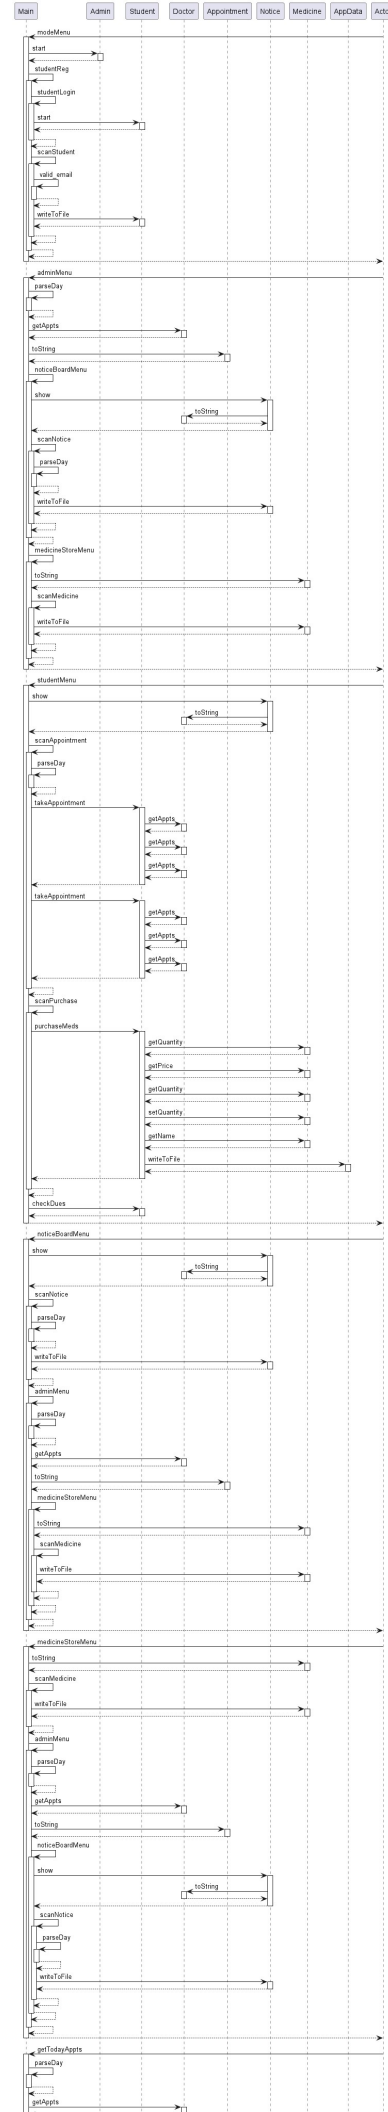 Main Admin Student Doctor Appointment Notice Medicine AppData Acto
modeMenu
start
studentReg
studentLogin
start
scanStudent
valid_email
writeToFile
adminMenu
parseDay
getAppts
toString
noticeBoardMenu
show
toString
scanNotice
parseDay
writeToFile
medicineStoreMenu
toString
scanMedicine
writeToFile
studentMenu
show
toString
scanAppointment
parseDay
takeAppointment
getAppts
getAppts
getAppts
takeAppointment
getAppts
getAppts
getAppts
scanPurchase
purchaseMeds
getQuantity
getPrice
getQuantity
setQuantity
getName
writeToFile
checkDues
noticeBoardMenu
show
toString
scanNotice
parseDay
writeToFile
adminMenu
parseDay
getAppts
toString
medicineStoreMenu
toString
scanMedicine
writeToFile
medicineStoreMenu
toString
scanMedicine
writeToFile
adminMenu
parseDay
getAppts
toString
noticeBoardMenu
show
toString
scanNotice
parseDay
writeToFile
getTodayAppts
parseDay
getAppts